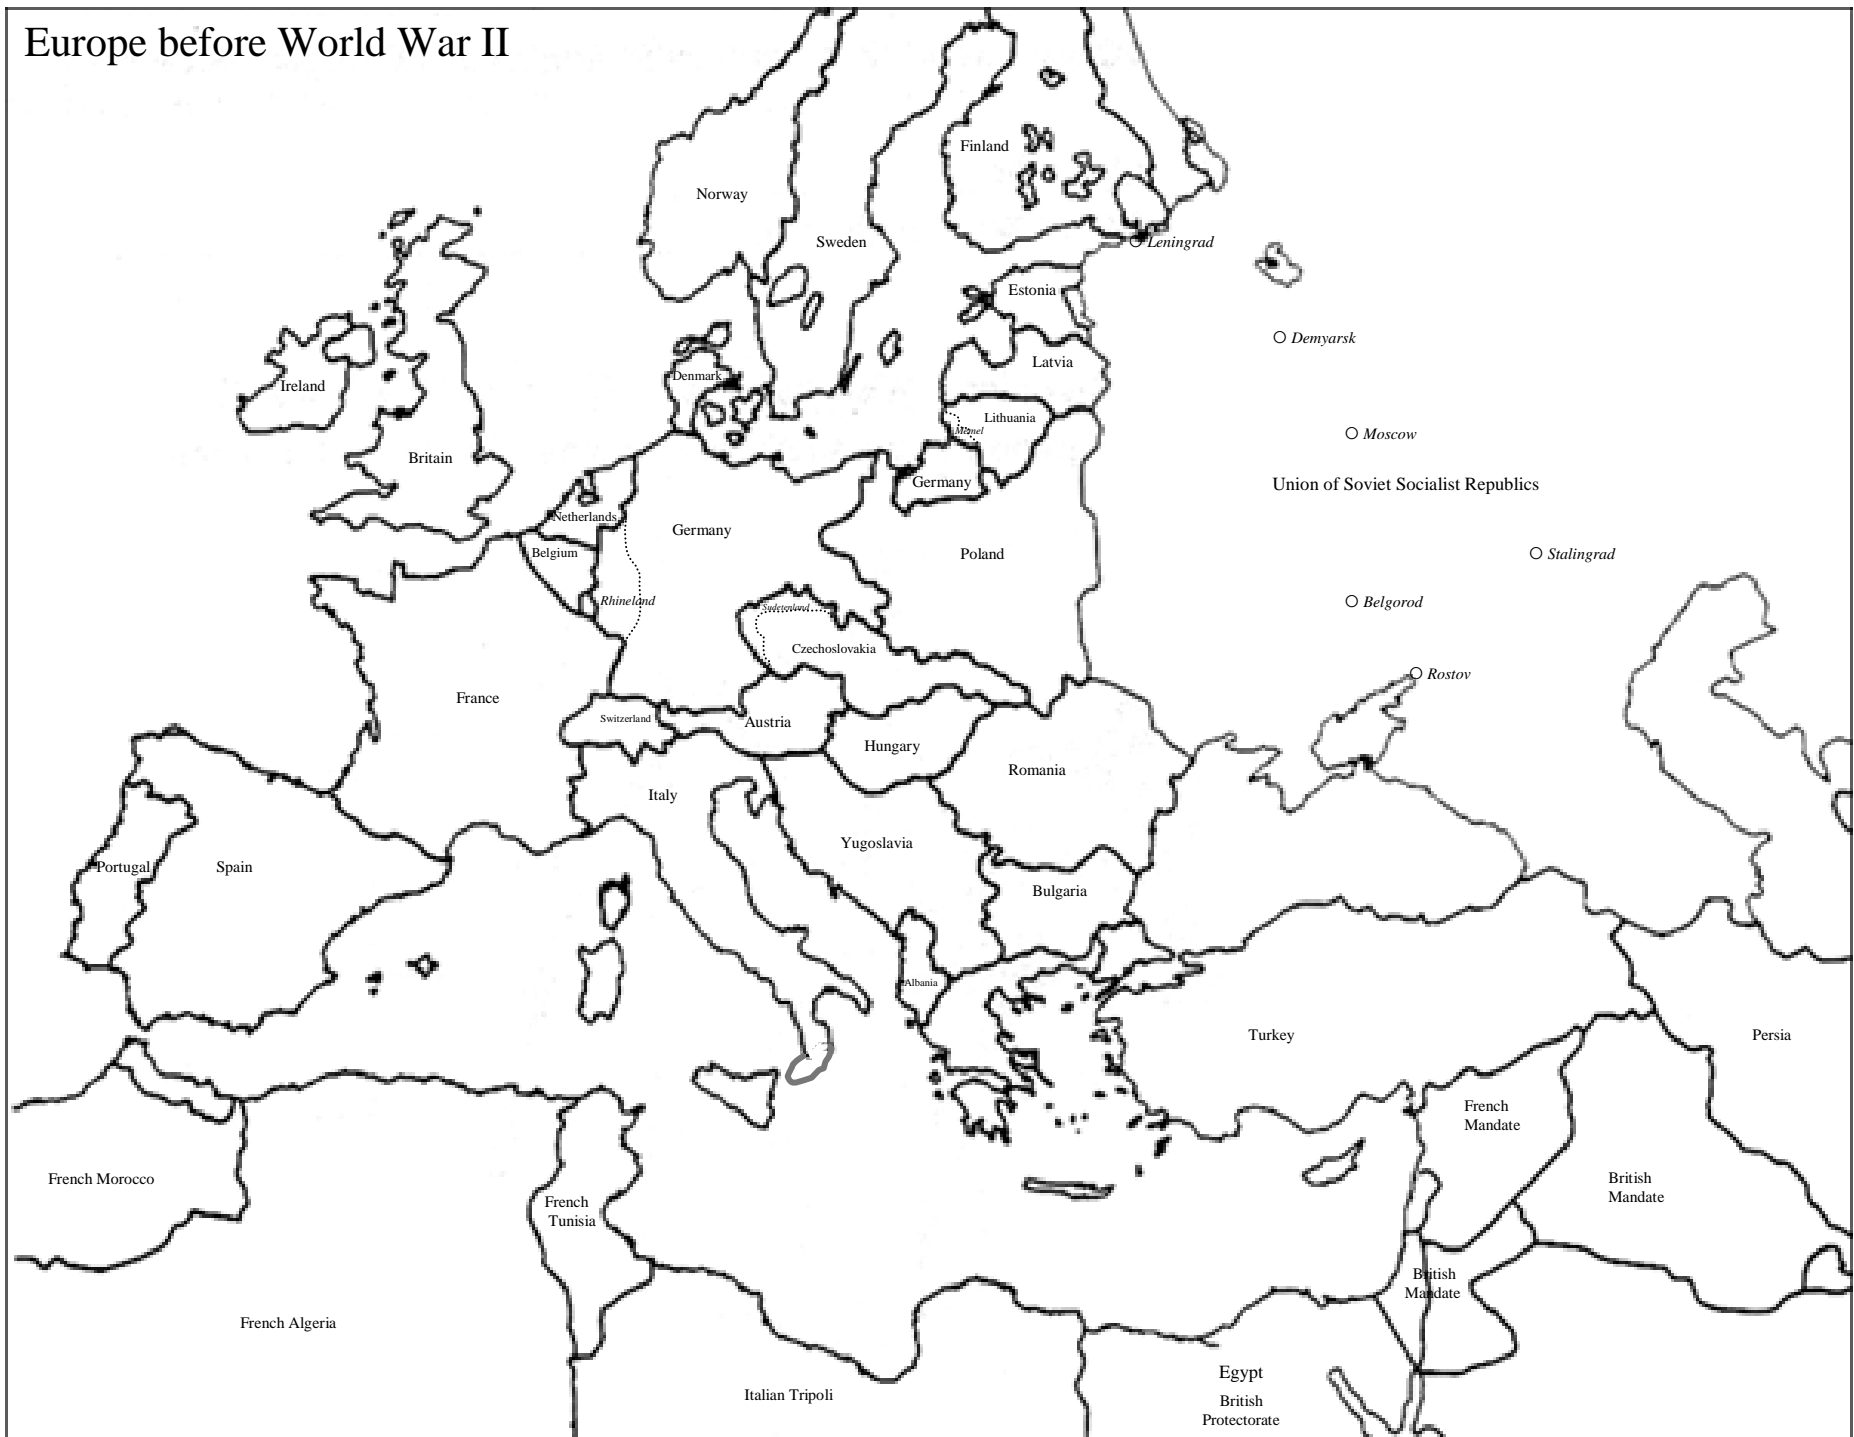 Europe before World War II
Finland
Norway
Sweden
Leningrad
Estonia
Demyarsk
Latvia
Denmark
Ireland
Lithuania
Memel
Moscow
Britain
Germany
Union of Soviet Socialist Republics
Netherlands
Germany
Belgium
Poland
Stalingrad
Rhineland
Sudetenland
Belgorod
Czechoslovakia
Rostov
France
Switzerland
Austria
Hungary
Romania
Italy
Yugoslavia
Portugal
Spain
Bulgaria
Albania
Turkey
Persia
French
Mandate
French Morocco
British
Mandate
French
Tunisia
British
Mandate
French Algeria
Egypt
Italian Tripoli
British
Protectorate